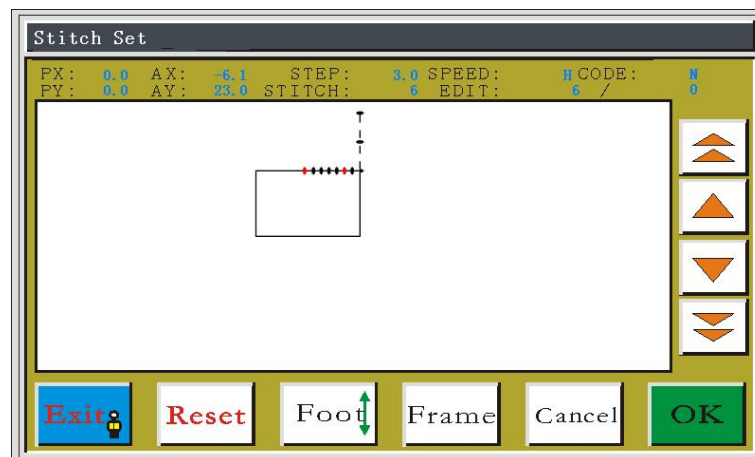 Stitch Set
PX: 0.0 AX: -6.1 STEP: 3.0 SPEED: H CODE: N
PY: 0.0 AY: 23.0 STITCH: 6 EDIT: 6 / 0
Exit Reset Foot Frame Cancel OK